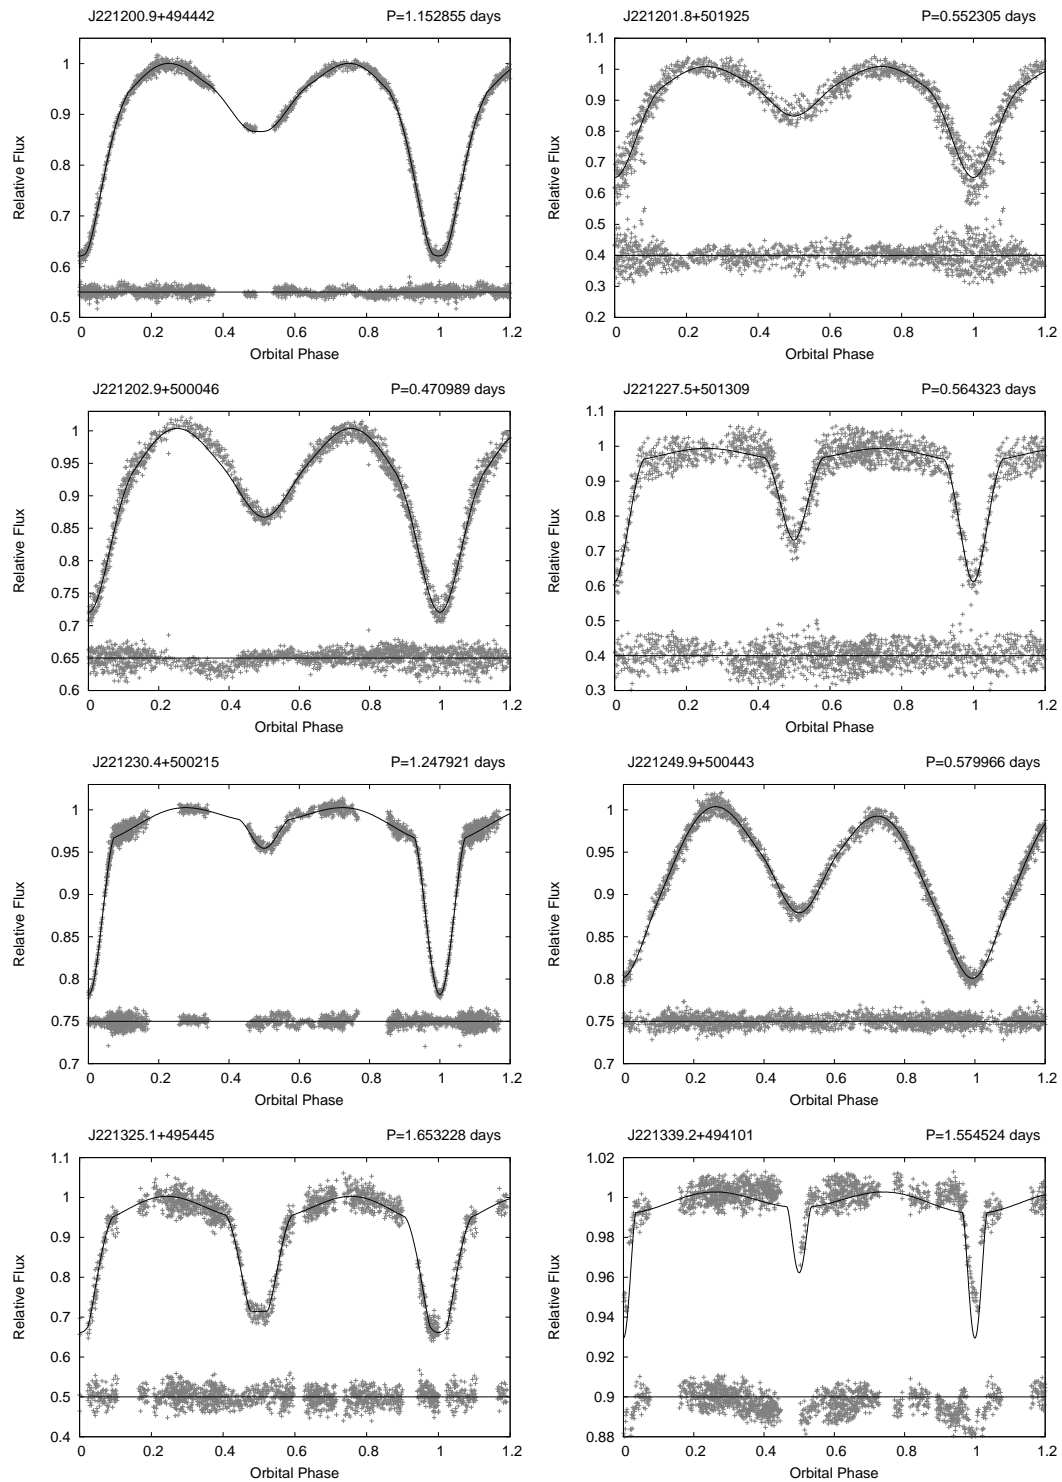 J221200.9+494442 P=1.152855 days
1.05
1
0.9
0.8
0.7
0.6
0.5
Relative Flux
0 0.2 0.4 0.6 0.8 1 1.2
Orbital Phase
J221201.8+501925 P=0.552305 days
1.1
1
0.9
0.8
0.7
0.6
0.5
0.4
0.3
0.2
Relative Flux
0 0.2 0.4 0.6 0.8 1 1.2
Orbital Phase
J221202.9+500046 P=0.470989 days
1
0.95
0.9
0.85
0.8
0.75
0.7
0.65
0.6
Relative Flux
0 0.2 0.4 0.6 0.8 1 1.2
Orbital Phase
J221227.5+501309 P=0.564323 days
1.1
1
0.9
0.8
0.7
0.6
0.5
0.4
0.3
Relative Flux
0 0.2 0.4 0.6 0.8 1 1.2
Orbital Phase
J221230.4+500215 P=1.247921 days
1
0.95
0.9
0.85
0.8
0.75
0.7
Relative Flux
0 0.2 0.4 0.6 0.8 1 1.2
Orbital Phase
J221249.9+500443 P=0.579966 days
1
0.95
0.9
0.85
0.8
0.75
0.7
Relative Flux
0 0.2 0.4 0.6 0.8 1 1.2
Orbital Phase
J221325.1+495445 P=1.653228 days
1.1
1
0.9
0.8
0.7
0.6
0.5
0.4
Relative Flux
0 0.2 0.4 0.6 0.8 1 1.2
Orbital Phase
J221339.2+494101 P=1.554524 days
1.02
1
0.98
0.96
0.94
0.92
0.9
0.88
Relative Flux
0 0.2 0.4 0.6 0.8 1 1.2
Orbital Phase